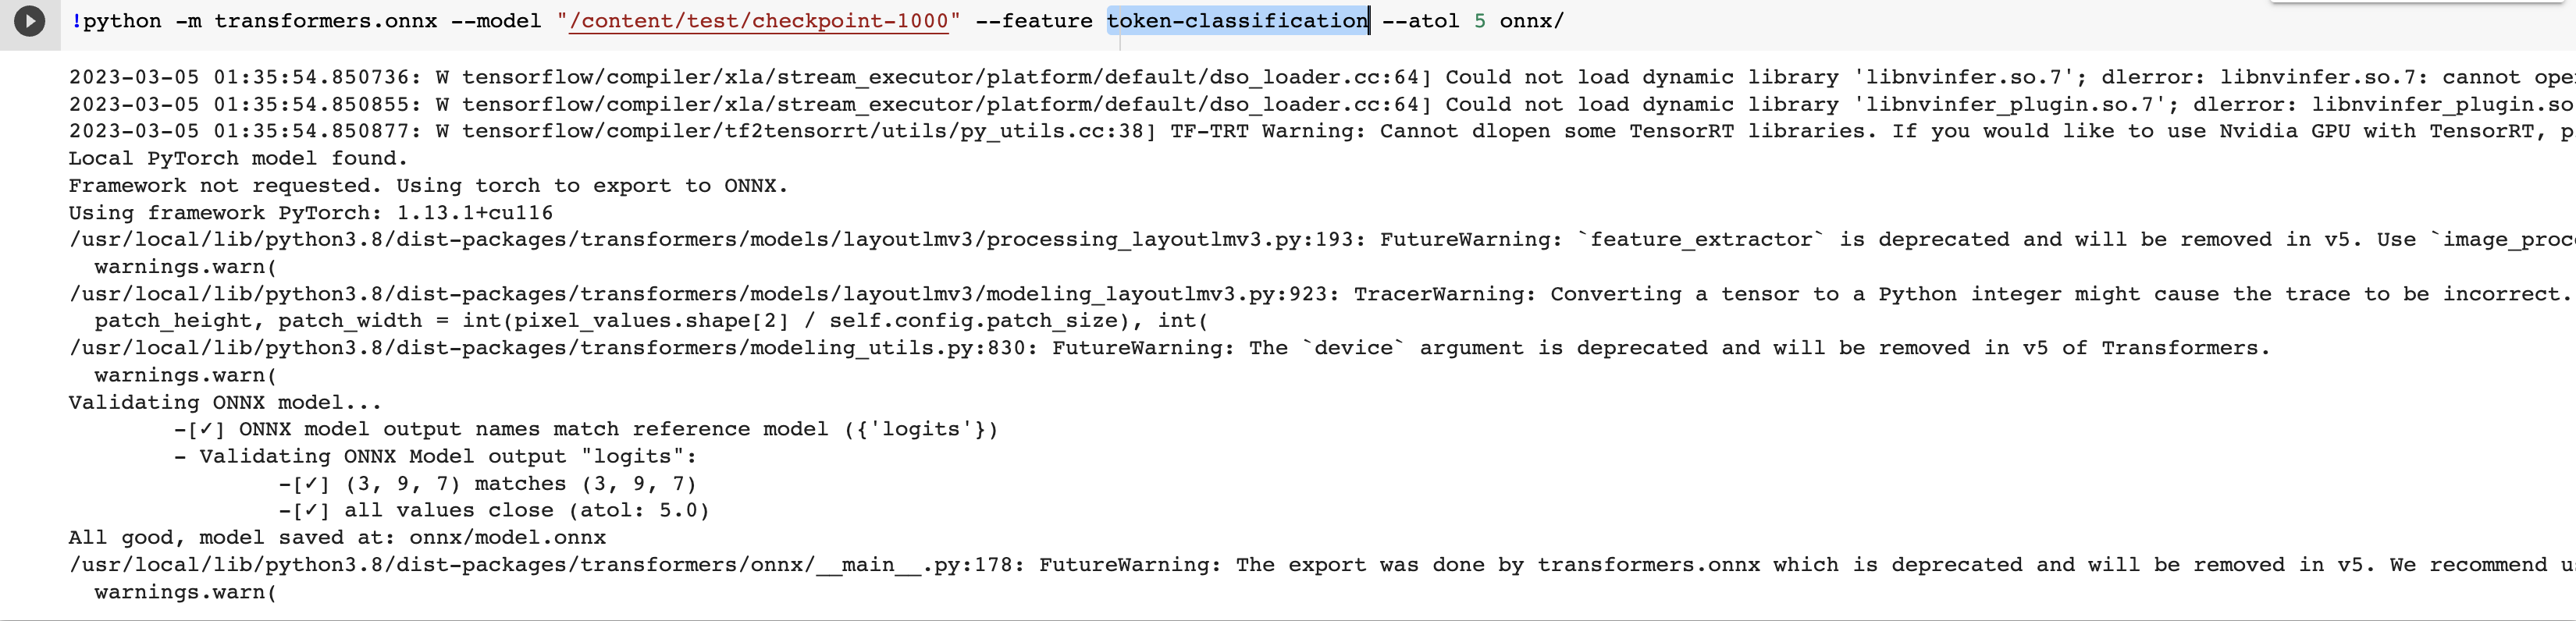 !python -m transformers.onnx --model "/content/test/checkpoint-1000" --feature token-classification --atol 5 onnx/
2023-03-05 01:35:54.850736: W tensorflow/compiler/xla/stream_executor/platform/default/dso_loader.cc:64] Could not load dynamic library 'libnvinfer.so.7'; dlerror: libnvinfer.so.7: cannot ope
2023-03-05 01:35:54.850855: W tensorflow/compiler/xla/stream_executor/platform/default/dso_loader.cc:64] Could not load dynamic library 'libnvinfer_plugin.so.7'; dlerror: libnvinfer_plugin.so
2023-03-05 01:35:54.850877: W tensorflow/compiler/tf2tensorrt/utils/py_utils.cc:38] TF-TRT Warning: Cannot dlopen some TensorRT libraries. If you would like to use Nvidia GPU with TensorRT, p
Local PyTorch model found.
Framework not requested. Using torch to export to ONNX.
Using framework PyTorch: 1.13.1+cu116
/usr/local/lib/python3.8/dist-packages/transformers/models/layoutlmv3/processing_layoutlmv3.py:193: FutureWarning: `feature_extractor` is deprecated and will be removed in v5. Use `image_proc
  warnings.warn(
/usr/local/lib/python3.8/dist-packages/transformers/models/layoutlmv3/modeling_layoutlmv3.py:923: TracerWarning: Converting a tensor to a Python integer might cause the trace to be incorrect.
  patch_height, patch_width = int(pixel_values.shape[2] / self.config.patch_size), int(
/usr/local/lib/python3.8/dist-packages/transformers/modeling_utils.py:830: FutureWarning: The `device` argument is deprecated and will be removed in v5 of Transformers.
  warnings.warn(
Validating ONNX model...
        -[✓] ONNX model output names match reference model ({'logits'})
        - Validating ONNX Model output "logits":
                -[✓] (3, 9, 7) matches (3, 9, 7)
                -[✓] all values close (atol: 5.0)
All good, model saved at: onnx/model.onnx
/usr/local/lib/python3.8/dist-packages/transformers/onnx/__main__.py:178: FutureWarning: The export was done by transformers.onnx which is deprecated and will be removed in v5. We recommend u
  warnings.warn(